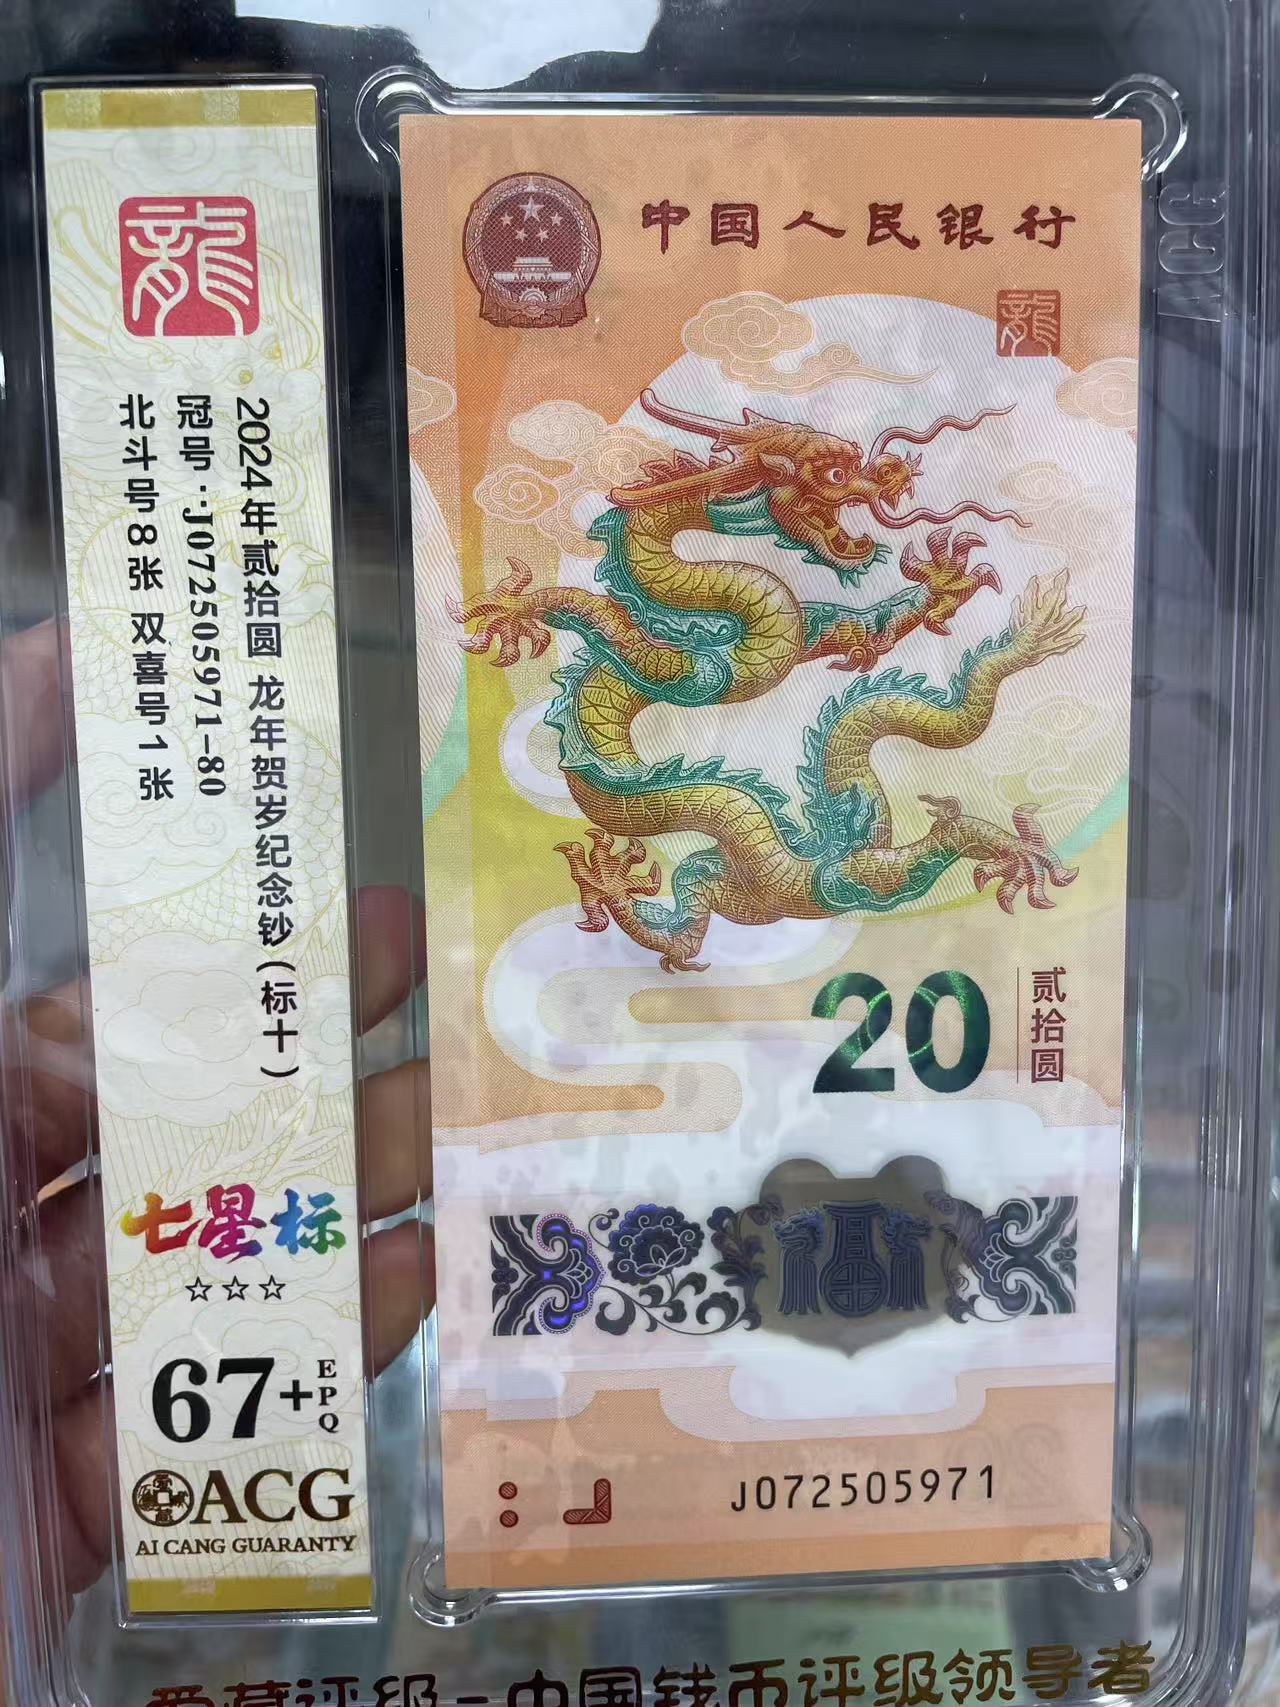 龍
2024年贰拾圆 龙年贺岁纪念钞(标十)
冠号:J072505971-80
北斗号8张 双喜号1张
七星标
☆☆☆
67+EPQ
ACG
AI CANG GUARANTY
中国人民银行
龍
20
贰拾圆
J072505971
ACG
爱藏评级-中国钱币评级领导者